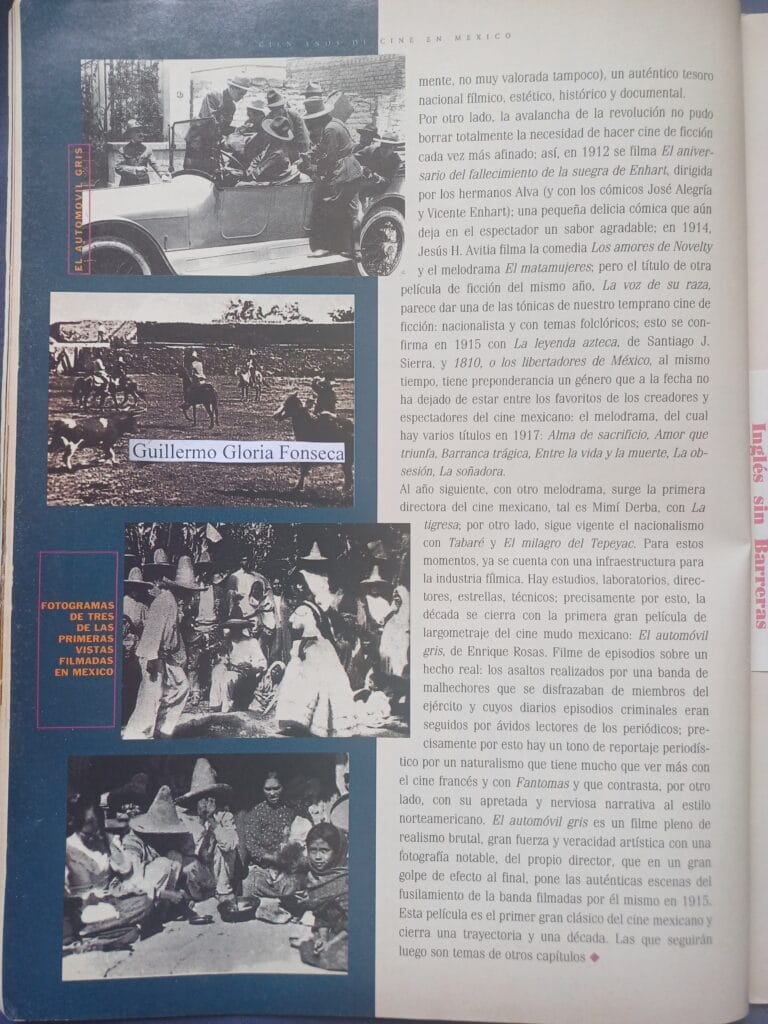 CIEN AÑOS DE CINE EN MEXICO
EL AUTOMOVIL GRIS
Guillermo Gloria Fonseca
FOTOGRAMAS
DE TRES
DE LAS
PRIMERAS
VISTAS
FILMADAS
EN MEXICO
mente, no muy valorada tampoco), un auténtico tesoro
nacional fílmico, estético, histórico y documental.
Por otro lado, la avalancha de la revolución no pudo
borrar totalmente la necesidad de hacer cine de ficción
cada vez más afinado; así, en 1912 se filma El aniver-
sario del fallecimiento de la suegra de Enhart, dirigida
por los hermanos Alva (y con los cómicos José Alegría
y Vicente Enhart); una pequeña delicia cómica que aún
deja en el espectador un sabor agradable; en 1914,
Jesús H. Avitia filma la comedia Los amores de Novelty
y el melodrama El matamujeres; pero el título de otra
película de ficción del mismo año, La voz de su raza,
parece dar una de las tónicas de nuestro temprano cine de
ficción: nacionalista y con temas folclóricos; esto se con-
firma en 1915 con La leyenda azteca, de Santiago J.
Sierra, y 1810, o los libertadores de México, al mismo
tiempo, tiene preponderancia un género que a la fecha no
ha dejado de estar entre los favoritos de los creadores y
espectadores del cine mexicano: el melodrama, del cual
hay varios títulos en 1917: Alma de sacrificio, Amor que
triunfa, Barranca trágica, Entre la vida y la muerte, La ob-
sesión, La soñadora.
Al año siguiente, con otro melodrama, surge la primera
directora del cine mexicano, tal es Mimí Derba, con La
tigresa; por otro lado, sigue vigente el nacionalismo
con Tabaré y El milagro del Tepeyac. Para estos
momentos, ya se cuenta con una infraestructura para
la industria fílmica. Hay estudios, laboratorios, direc-
tores, estrellas, técnicos; precisamente por esto, la
década se cierra con la primera gran película de
largometraje del cine mudo mexicano: El automóvil
gris, de Enrique Rosas. Filme de episodios sobre un
hecho real: los asaltos realizados por una banda de
malhechores que se disfrazaban de miembros del
ejército y cuyos diarios episodios criminales eran
seguidos por ávidos lectores de los periódicos; pre-
cisamente por esto hay un tono de reportaje periodís-
tico por un naturalismo que tiene mucho que ver más con
el cine francés y con Fantomas y que contrasta, por otro
lado, con su apretada y nerviosa narrativa al estilo
norteamericano. El automóvil gris es un filme pleno de
realismo brutal, gran fuerza y veracidad artística con una
fotografía notable, del propio director, que en un gran
golpe de efecto al final, pone las auténticas escenas del
fusilamiento de la banda filmadas por él mismo en 1915.
Esta película es el primer gran clásico del cine mexicano y
cierra una trayectoria y una década. Las que seguirán
luego son temas de otros capítulos
Inglés sin Barreras